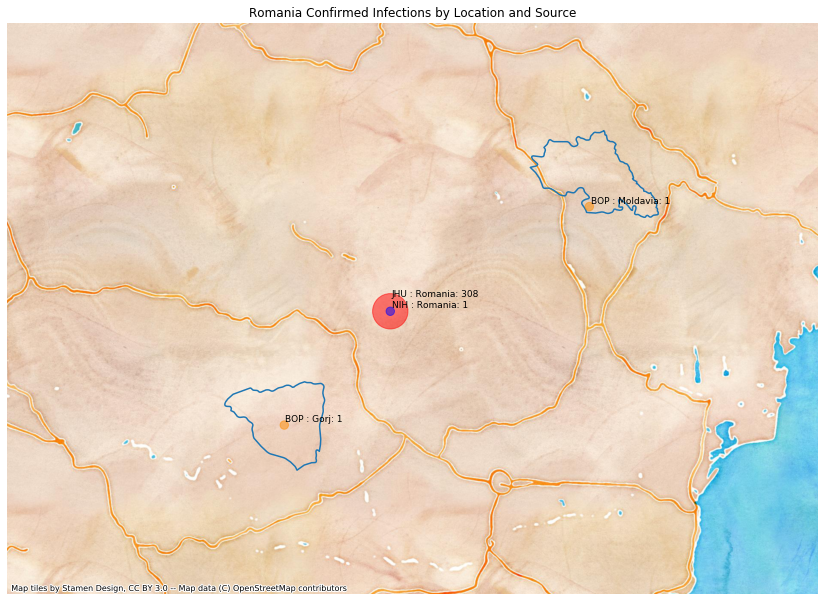 Romania Confirmed Infections by Location and Source
BOP : Moldavia: 1
JHU : Romania: 308
NIH : Romania: 1
BOP : Gorj: 1
Map tiles by Stamen Design, CC BY 3.0 -- Map data (C) OpenStreetMap contributors